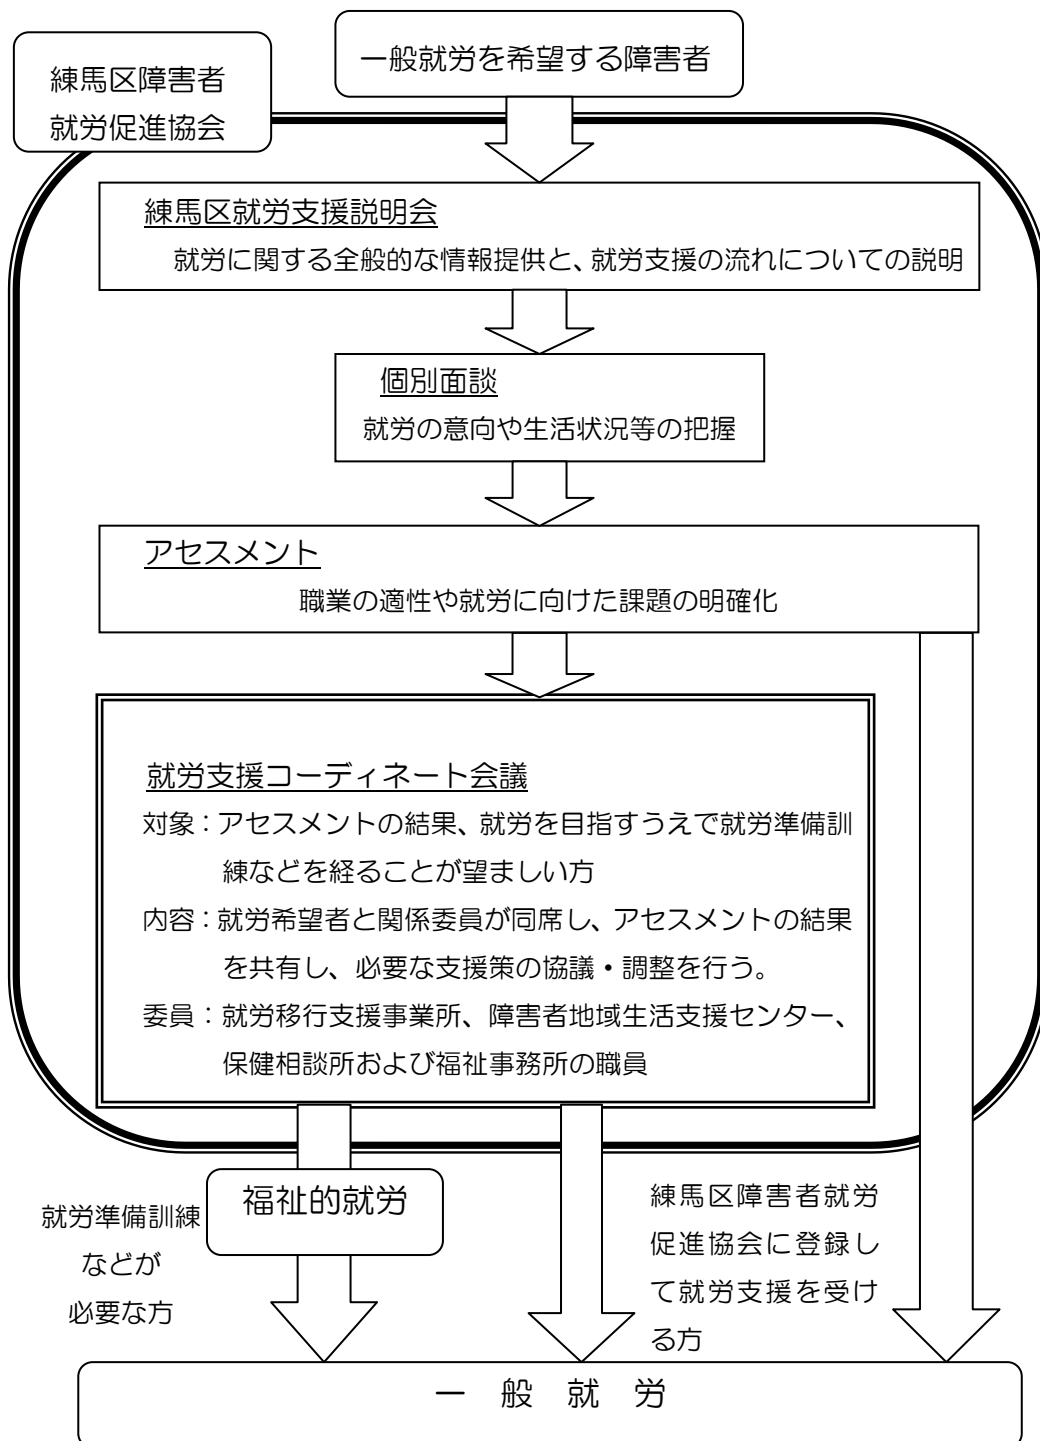 一般就労を希望する障害者
練馬区障害者
就労促進協会
練馬区就労支援説明会
就労に関する全般的な情報提供と、就労支援の流れについての説明
個別面談
就労の意向や生活状況等の把握
アセスメント
職業の適性や就労に向けた課題の明確化
就労支援コーディネート会議
対象：アセスメントの結果、就労を目指すうえで就労準備訓
練などを経ることが望ましい方
内容：就労希望者と関係委員が同席し、アセスメントの結果
を共有し、必要な支援策の協議・調整を行う。
委員：就労移行支援事業所、障害者地域生活支援センター、
保健相談所および福祉事務所の職員
福祉的就労
就労準備訓練
などが
必要な方
練馬区障害者就労
促進協会に登録し
て就労支援を受け
る方
一 般 就 労